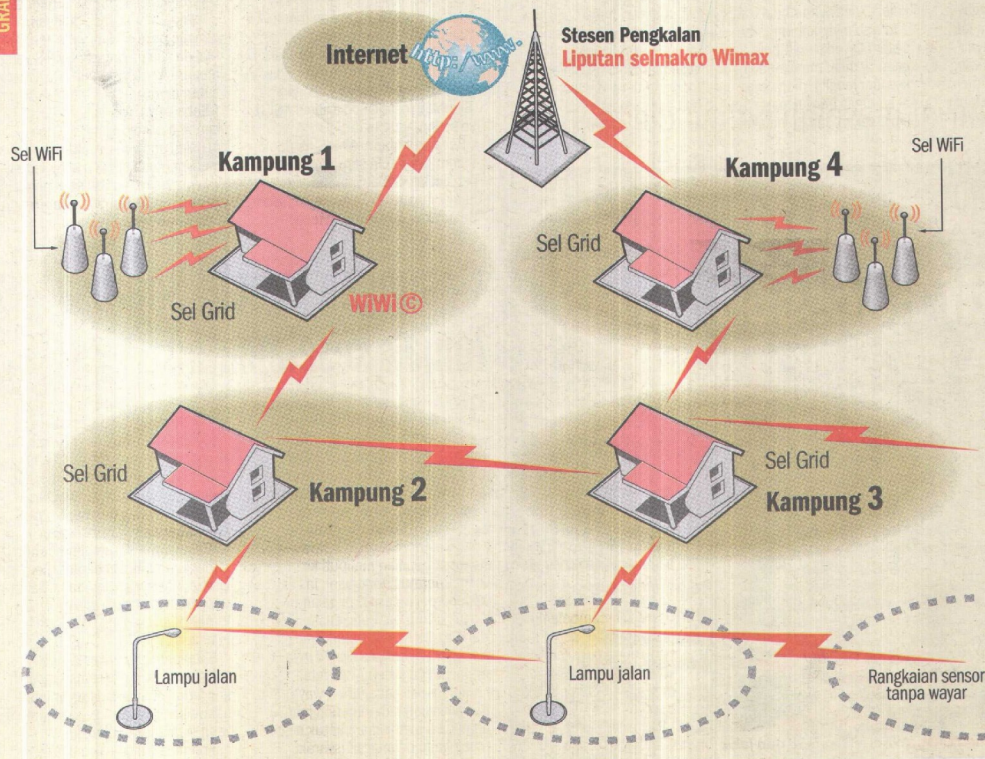 GRA
Internet
http://www.
Stesen Pengkalan
Liputan selmakro Wimax
Sel WiFi
Kampung 1
Kampung 4
Sel WiFi
Sel Grid
Sel Grid
WiWi ©
Sel Grid
Kampung 2
Sel Grid
Kampung 3
Lampu jalan
Lampu jalan
Rangkaian sensor
tanpa wayar